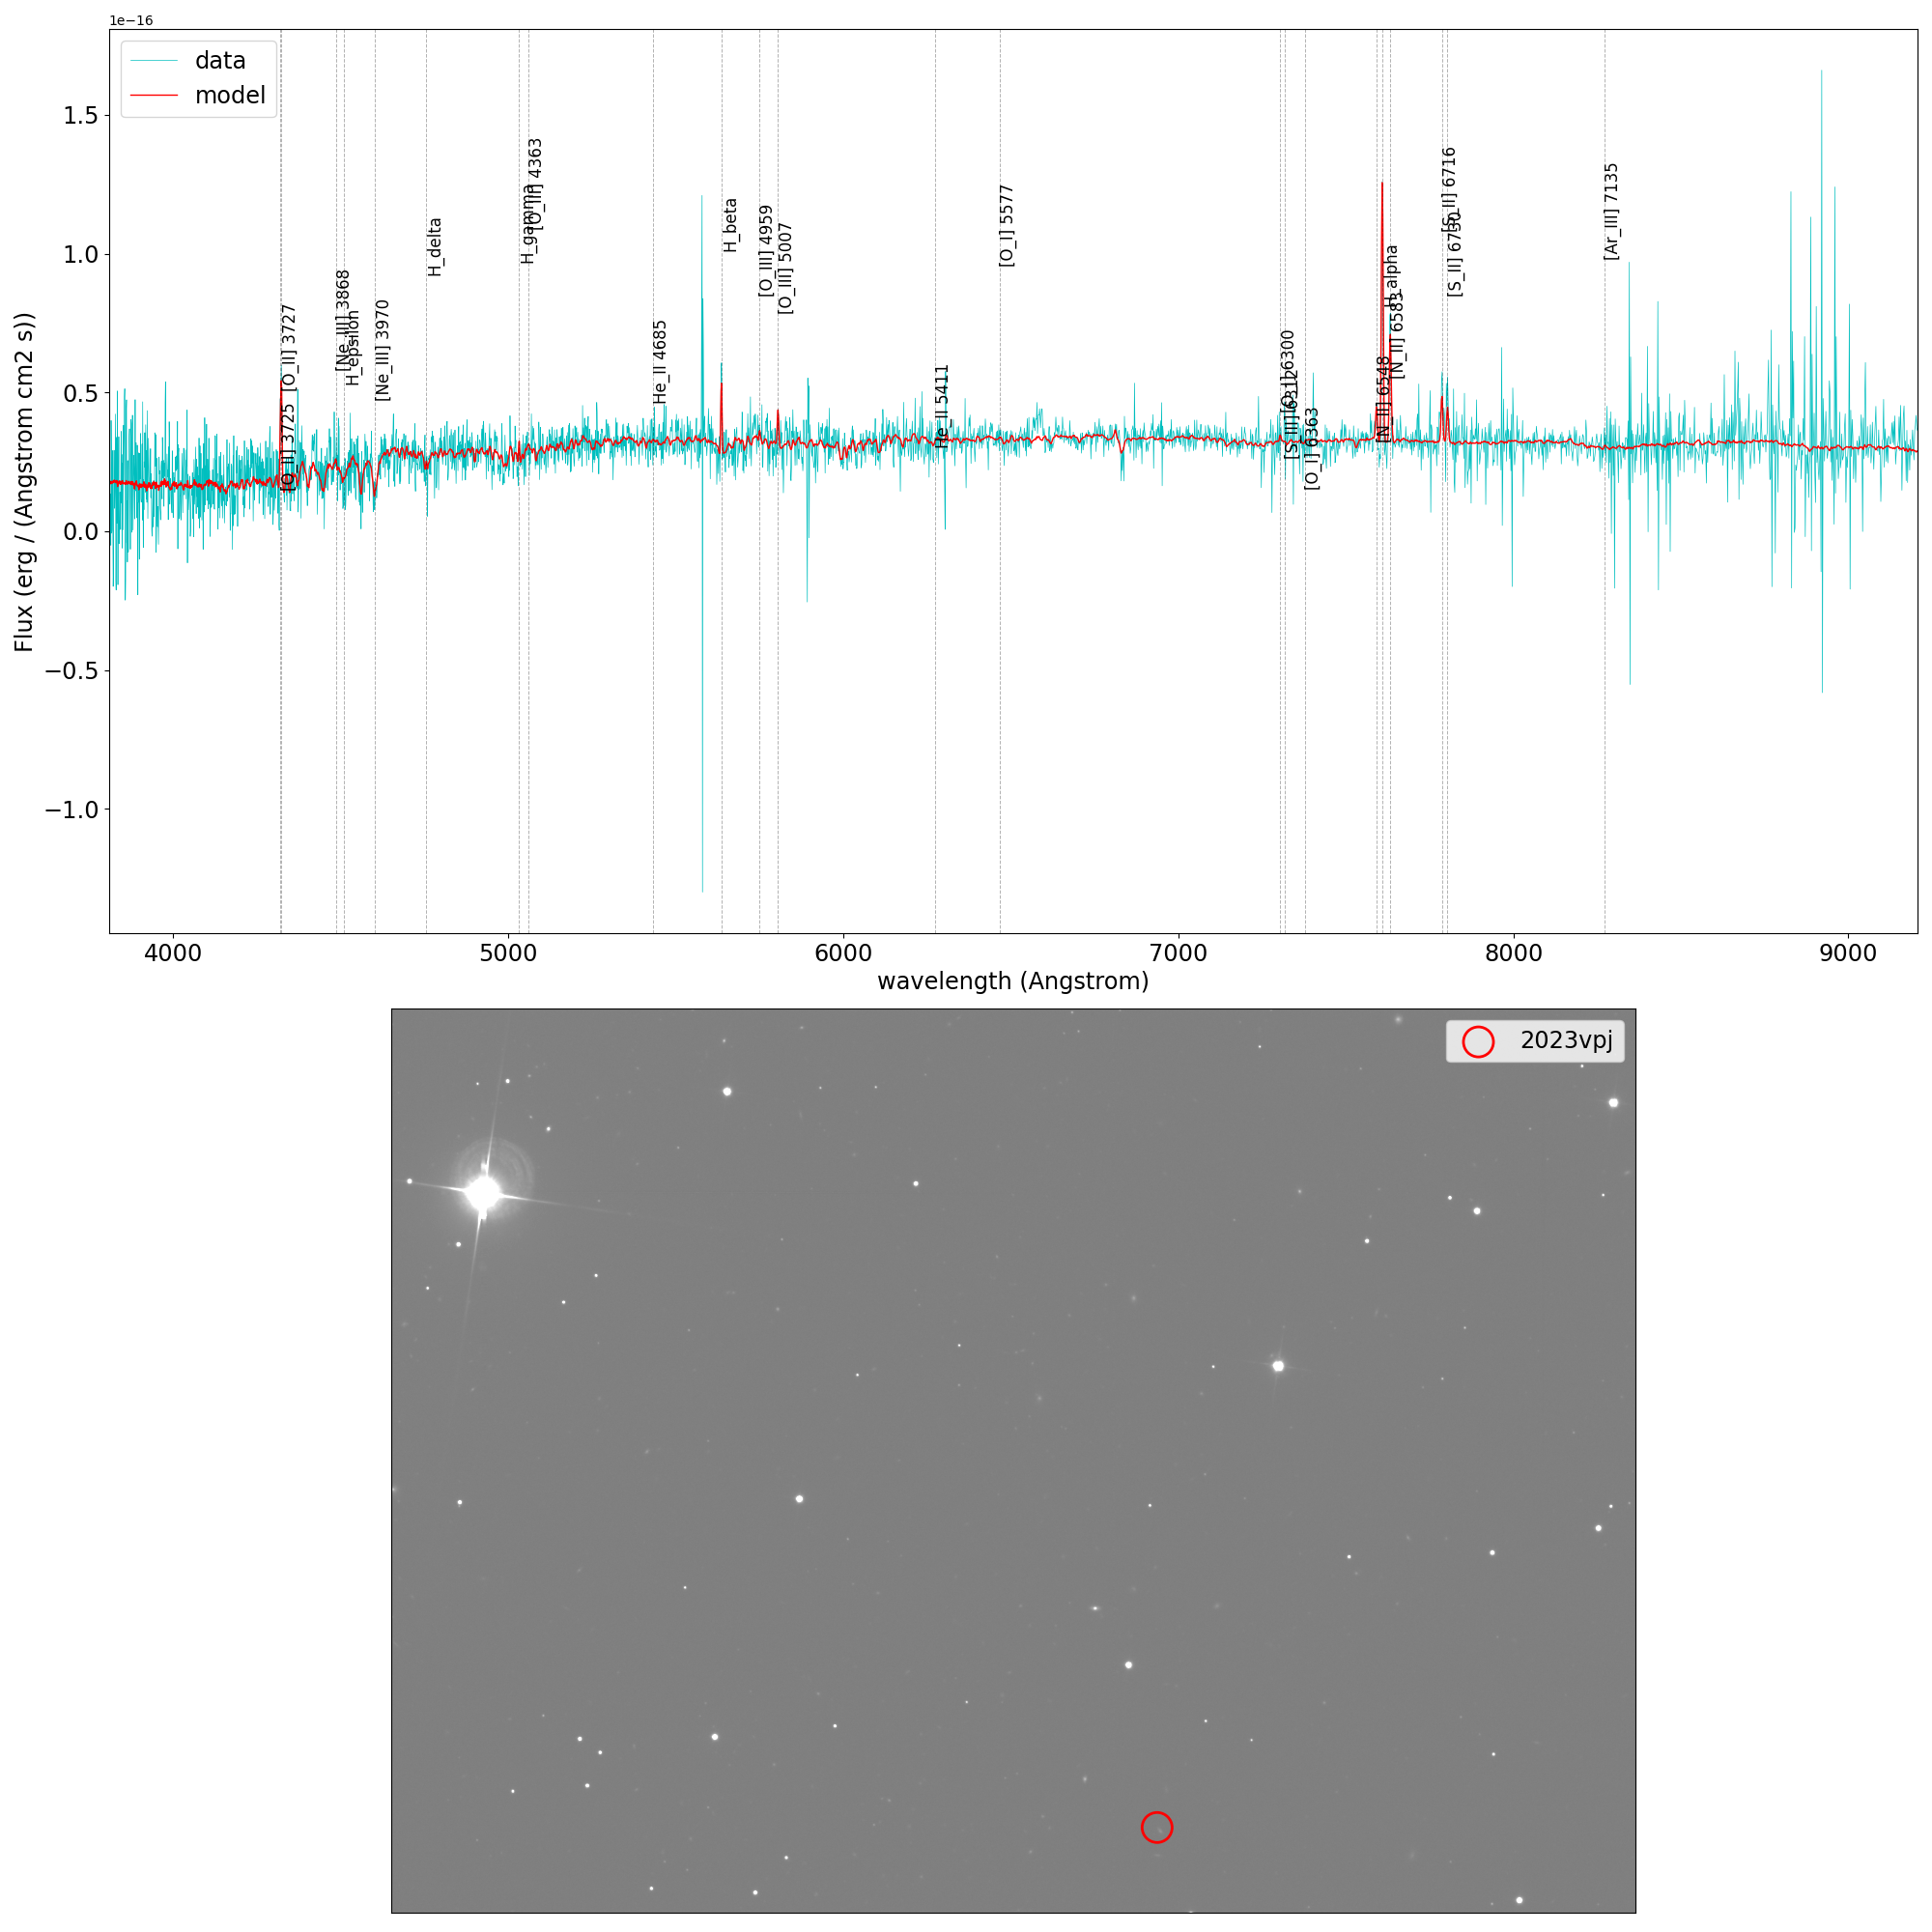 1e−16
data
model
1.5
1.0
0.5
0.0
−0.5
−1.0
Flux (erg / (Angstrom cm2 s))
[O_II] 3725
[O_II] 3727
[Ne_III] 3868
H_epsilon
[Ne_III] 3970
H_delta
H_gamma
[O_III] 4363
He_II 4685
H_beta
[O_III] 4959
[O_III] 5007
He_II 5411
[O_I] 5577
[O_I] 6300
[S_III] 6312
[O_I] 6363
[N_II] 6548
H_alpha
[N_II] 6583
[S_II] 6716
[S_II] 6730
[Ar_III] 7135
4000
5000
6000
7000
8000
9000
wavelength (Angstrom)
2023vpj